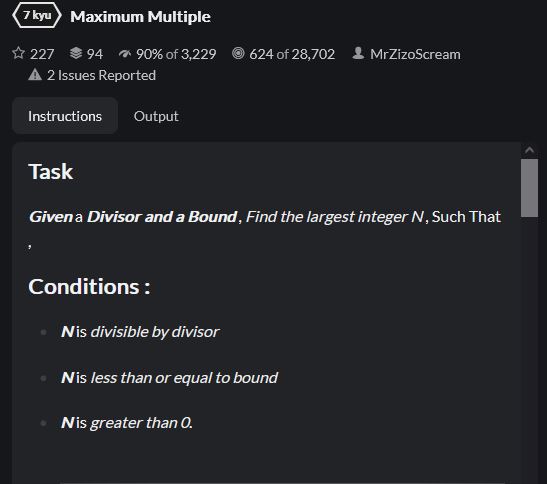 7 kyu Maximum Multiple
227 94 90% of 3,229 624 of 28,702 MrZizoScream
2 Issues Reported
Instructions Output
Task
Given a Divisor and a Bound , Find the largest integer N , Such That
,
Conditions :
N is divisible by divisor
N is less than or equal to bound
N is greater than 0.